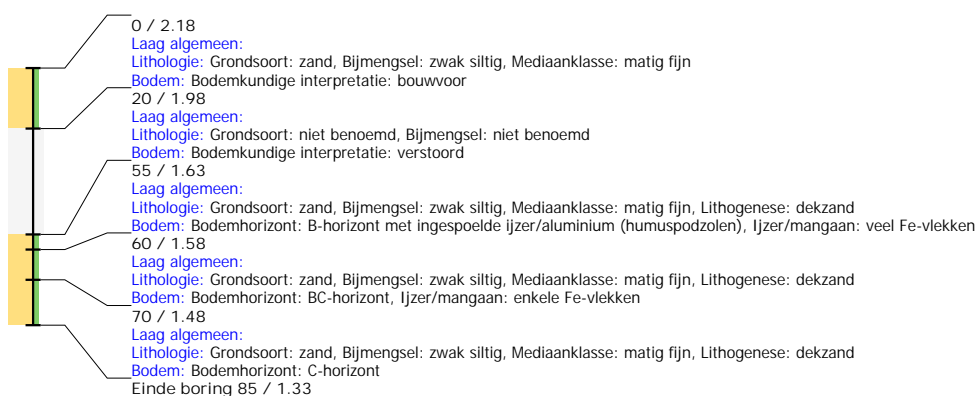 0 / 2.18
Laag algemeen:
Lithologie: Grondsoort: zand, Bijmengsel: zwak siltig, Mediaanklasse: matig fijn
Bodem: Bodemkundige interpretatie: bouwvoor
20 / 1.98
Laag algemeen:
Lithologie: Grondsoort: niet benoemd, Bijmengsel: niet benoemd
Bodem: Bodemkundige interpretatie: verstoord
55 / 1.63
Laag algemeen:
Lithologie: Grondsoort: zand, Bijmengsel: zwak siltig, Mediaanklasse: matig fijn, Lithogenese: dekzand
Bodem: Bodemhorizont: B-horizont met ingespoelde ijzer/aluminium (humuspodzolen), Ijzer/mangaan: veel Fe-vlekken
60 / 1.58
Laag algemeen:
Lithologie: Grondsoort: zand, Bijmengsel: zwak siltig, Mediaanklasse: matig fijn, Lithogenese: dekzand
Bodem: Bodemhorizont: BC-horizont, Ijzer/mangaan: enkele Fe-vlekken
70 / 1.48
Laag algemeen:
Lithologie: Grondsoort: zand, Bijmengsel: zwak siltig, Mediaanklasse: matig fijn, Lithogenese: dekzand
Bodem: Bodemhorizont: C-horizont
Einde boring 85 / 1.33